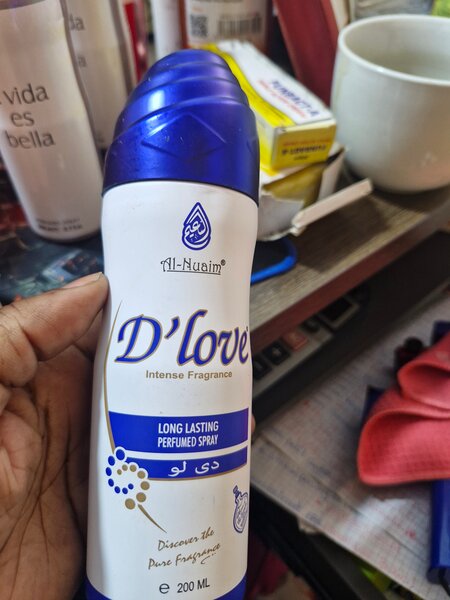 vida
es
bella
Al-Nuaim®
D'love
Intense Fragrance
LONG LASTING
PERFUMED SPRAY
دی لو
Discover the
Pure Fragrance
e 200 ML